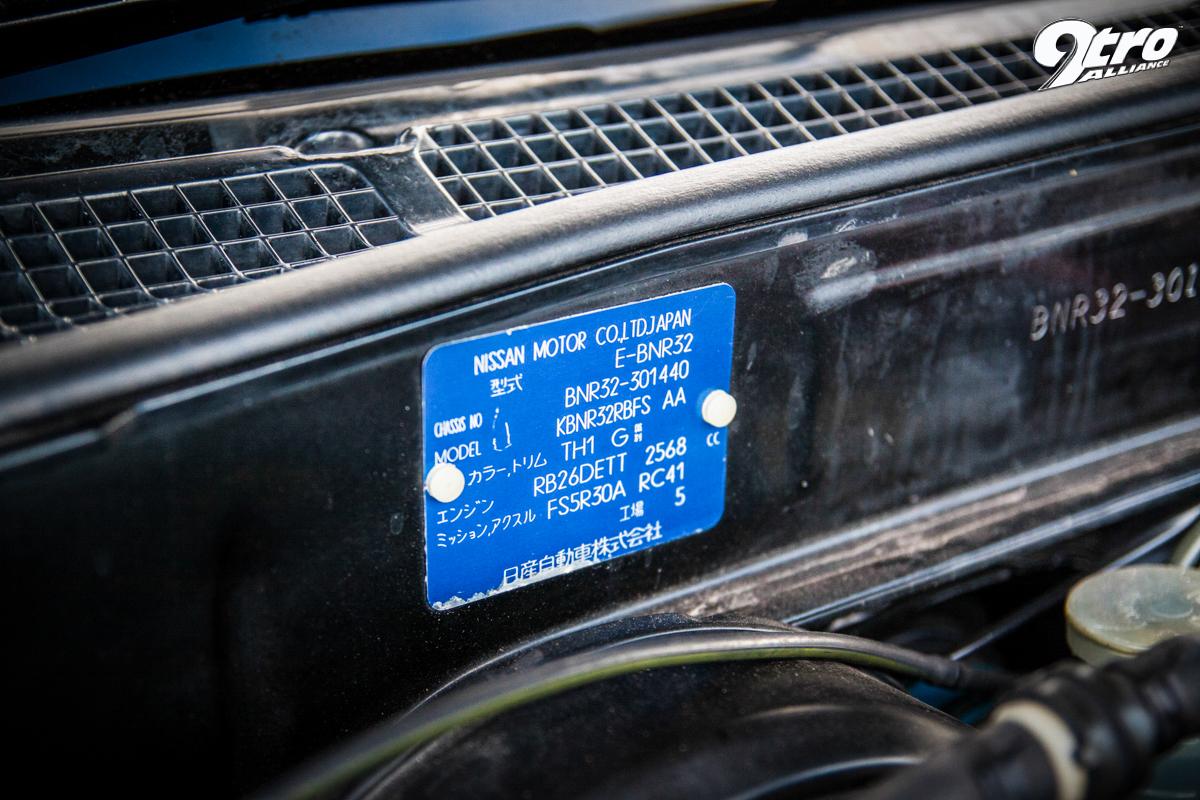 9tro
ALLIANCE
NISSAN MOTOR CO.,LTD.JAPAN
型式 E-BNR32
CHASSIS NO BNR32-301440
MODEL KBNR32RBFS AA
カラー,トリム TH1 G
エンジン RB26DETT 2568 cc
ミッション,アクスル FS5R30A RC41
工場 5
日産自動車株式会社
BNR32-301